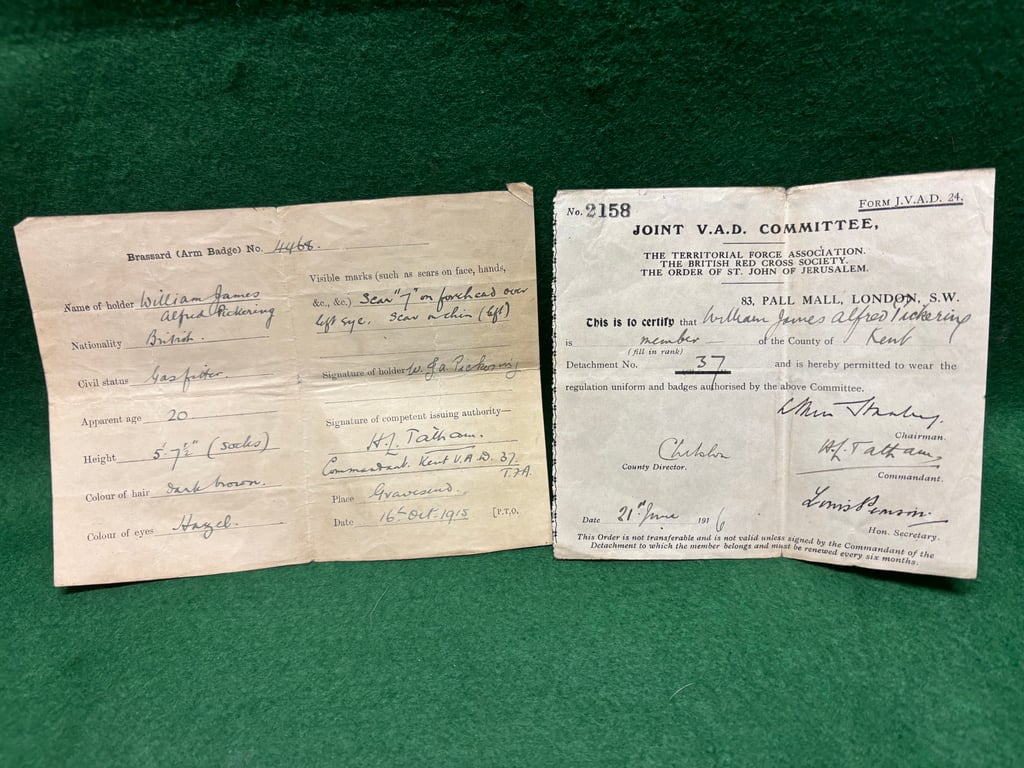 Brassard (Arm Badge) No. 4468.
Name of holder William James
Alfred Pickering
Nationality British.
Civil status Gasfitter.
Apparent age 20
Height 5'-7½" (socks)
Colour of hair dark brown.
Colour of eyes Hazel.
Visible marks (such as scars on face, hands,
&c., &c.) Scar "7" on forehead over
left eye. Scar on chin (left)
Signature of holder W. J. A. Pickering
Signature of competent issuing authority—
H.L. Tatham.
Commandant. Kent V.A.D. 37.
T.F.A.
Place Gravesend.
Date 16th Oct. 1915 [P.T.O.
No. 2158
FORM J.V.A.D. 24.
JOINT V.A.D. COMMITTEE,
THE TERRITORIAL FORCE ASSOCIATION.
THE BRITISH RED CROSS SOCIETY.
THE ORDER OF ST. JOHN OF JERUSALEM.
83, PALL MALL, LONDON, S.W.
This is to certify that William James Alfred Pickering
is member of the County of Kent
(fill in rank)
Detachment No. 37 and is hereby permitted to wear the
regulation uniform and badges authorised by the above Committee.
Stanley.
Chairman.
H.L. Tatham,
Commandant.
County Director.
Hon. Secretary.
Date 21st June 1916
This Order is not transferable and is not valid unless signed by the Commandant of the
Detachment to which the member belongs and must be renewed every six months.